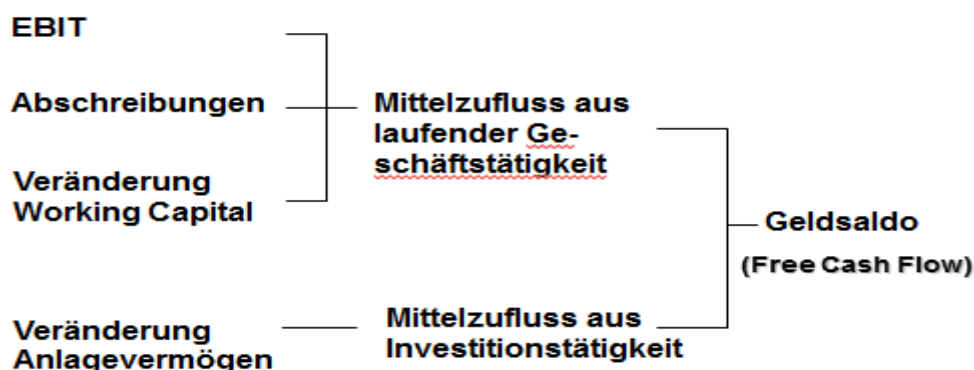 EBIT
Abschreibungen
Veränderung
Working Capital
Veränderung
Anlagevermögen
Mittelzufluss aus
laufender Ge-
schäftstätigkeit
Mittelzufluss aus
Investitionstätigkeit
Geldsaldo
(Free Cash Flow)